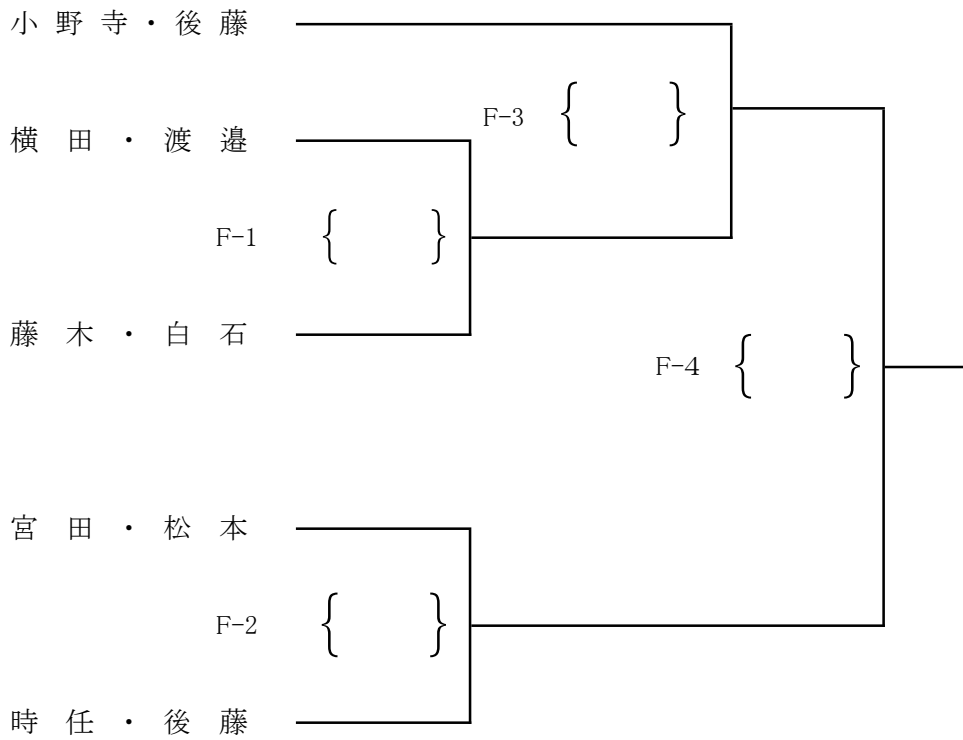 小野寺・後藤
F-3 { }
横田・渡邉
F-1 { }
藤木・白石
F-4 { }
宮田・松本
F-2 { }
時任・後藤